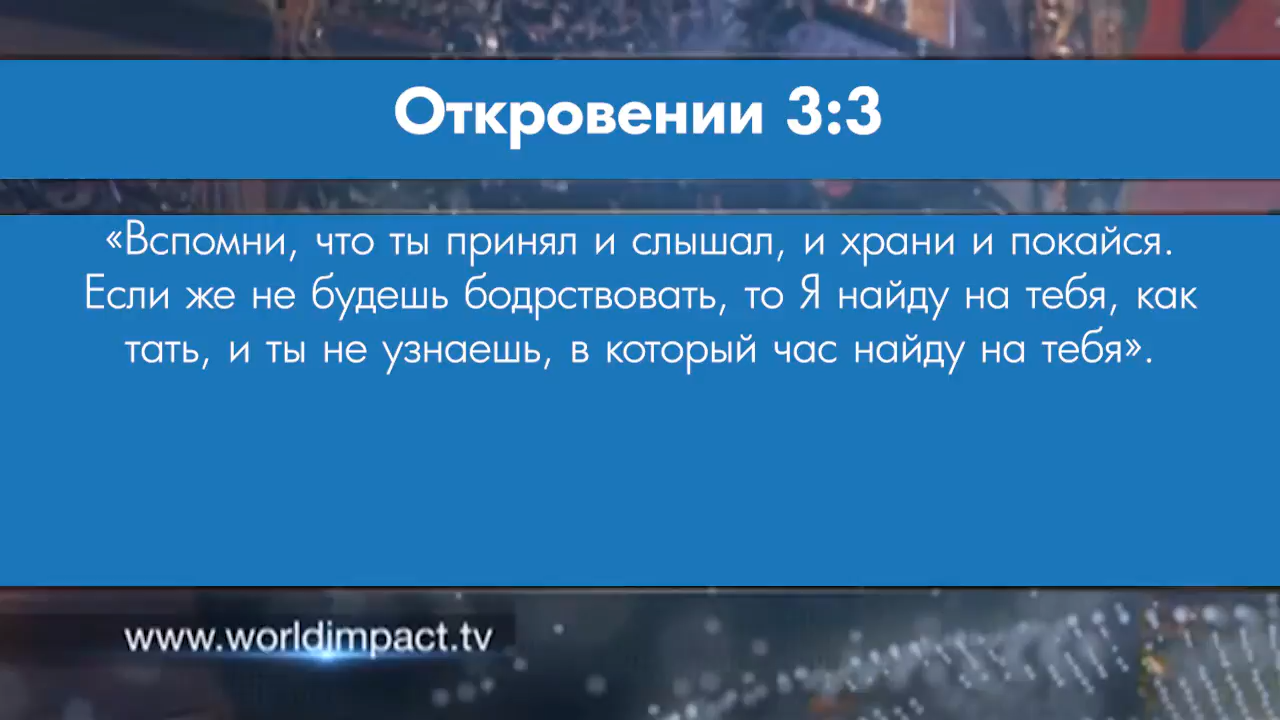 Откровении 3:3
«Вспомни, что ты принял и слышал, и храни и покайся.
Если же не будешь бодрствовать, то Я найду на тебя, как
тать, и ты не узнаешь, в который час найду на тебя».
www.worldimpact.tv